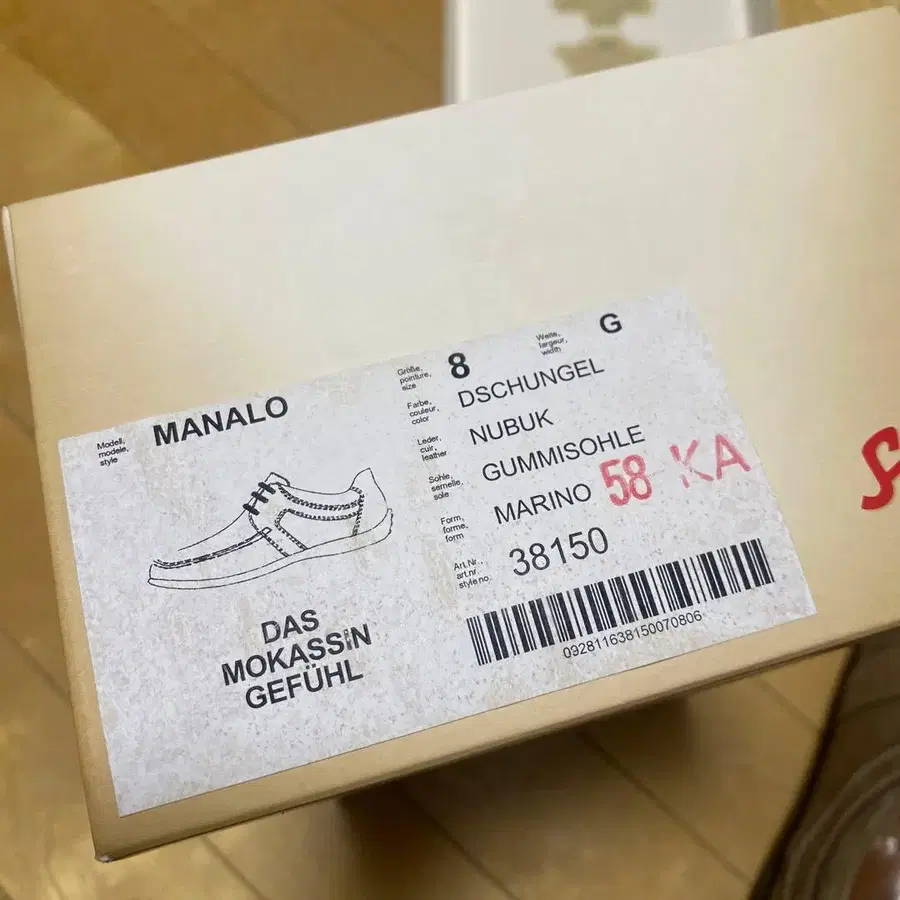 Modell,
modele,
style
MANALO
DAS
MOKASSIN
GEFÜHL
Größe,
pointure,
size
8
Weite,
largeur,
width
G
Farbe,
couleur,
color
DSCHUNGEL
Leder,
cuir,
leather
NUBUK
Sohle,
semelle,
sole
GUMMISOHLE
Form,
forme,
form
MARINO
58 KA
Art.Nr.,
art.nr.
style no.
38150
092811638150070806